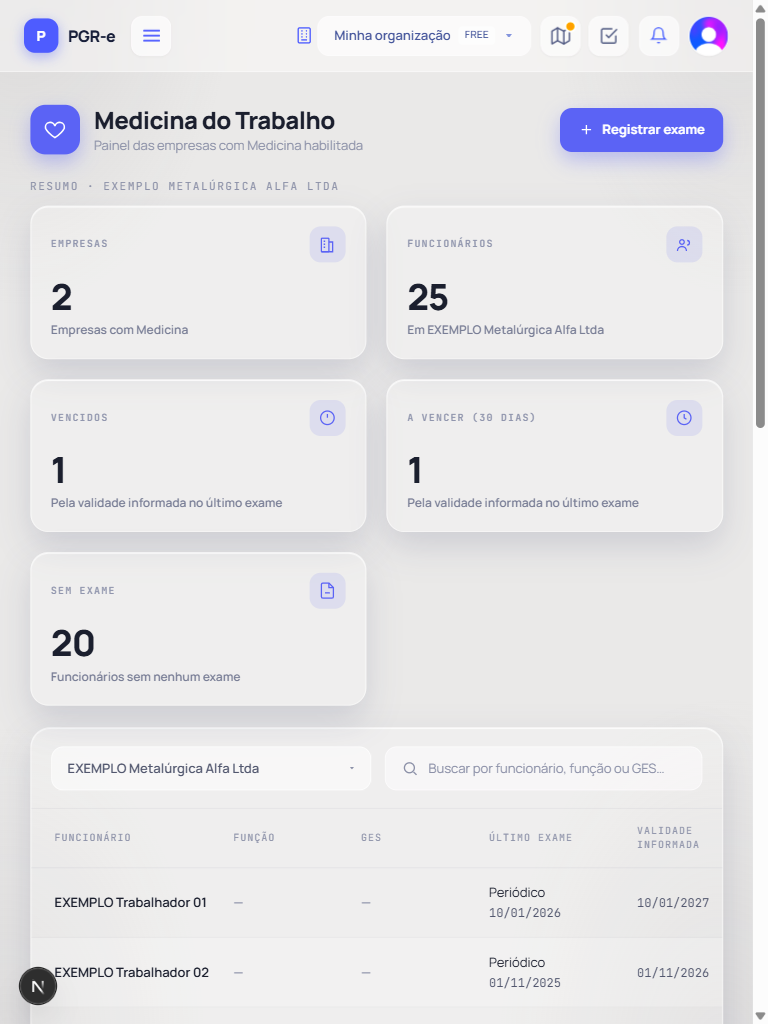 P PGR-e Minha organização FREE
Medicina do Trabalho
Painel das empresas com Medicina habilitada
+ Registrar exame
RESUMO · EXEMPLO METALÚRGICA ALFA LTDA
EMPRESAS
2
Empresas com Medicina
FUNCIONÁRIOS
25
Em EXEMPLO Metalúrgica Alfa Ltda
VENCIDOS
1
Pela validade informada no último exame
A VENCER (30 DIAS)
1
Pela validade informada no último exame
SEM EXAME
20
Funcionários sem nenhum exame
EXEMPLO Metalúrgica Alfa Ltda
Buscar por funcionário, função ou GES...
FUNCIONÁRIO FUNÇÃO GES ÚLTIMO EXAME VALIDADE
INFORMADA
EXEMPLO Trabalhador 01 — — Periódico 10/01/2027
10/01/2026
EXEMPLO Trabalhador 02 — — Periódico 01/11/2026
01/11/2025
N